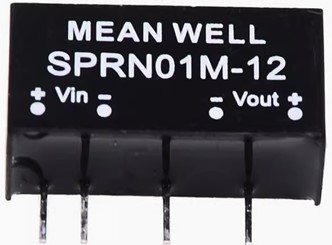 MEAN WELL
SPRN01M-12
+ Vin - - Vout +